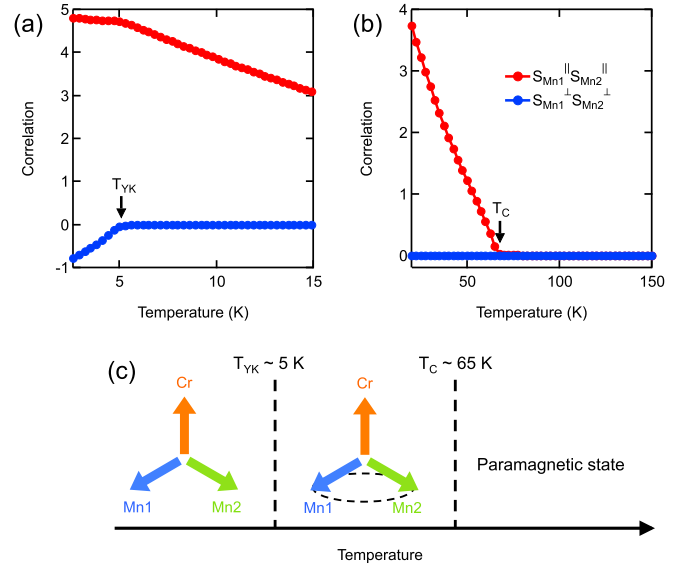 (a)
5
4
3
2
1
0
-1
Correlation
T_YK
5
10
15
Temperature (K)
(b)
4
3
2
1
0
Correlation
S_Mn1^∥S_Mn2^∥
S_Mn1^⊥S_Mn2^⊥
T_C
50
100
150
Temperature (K)
(c)
T_YK ~ 5 K
T_C ~ 65 K
Cr
Mn1
Mn2
Cr
Mn1
Mn2
Paramagnetic state
Temperature